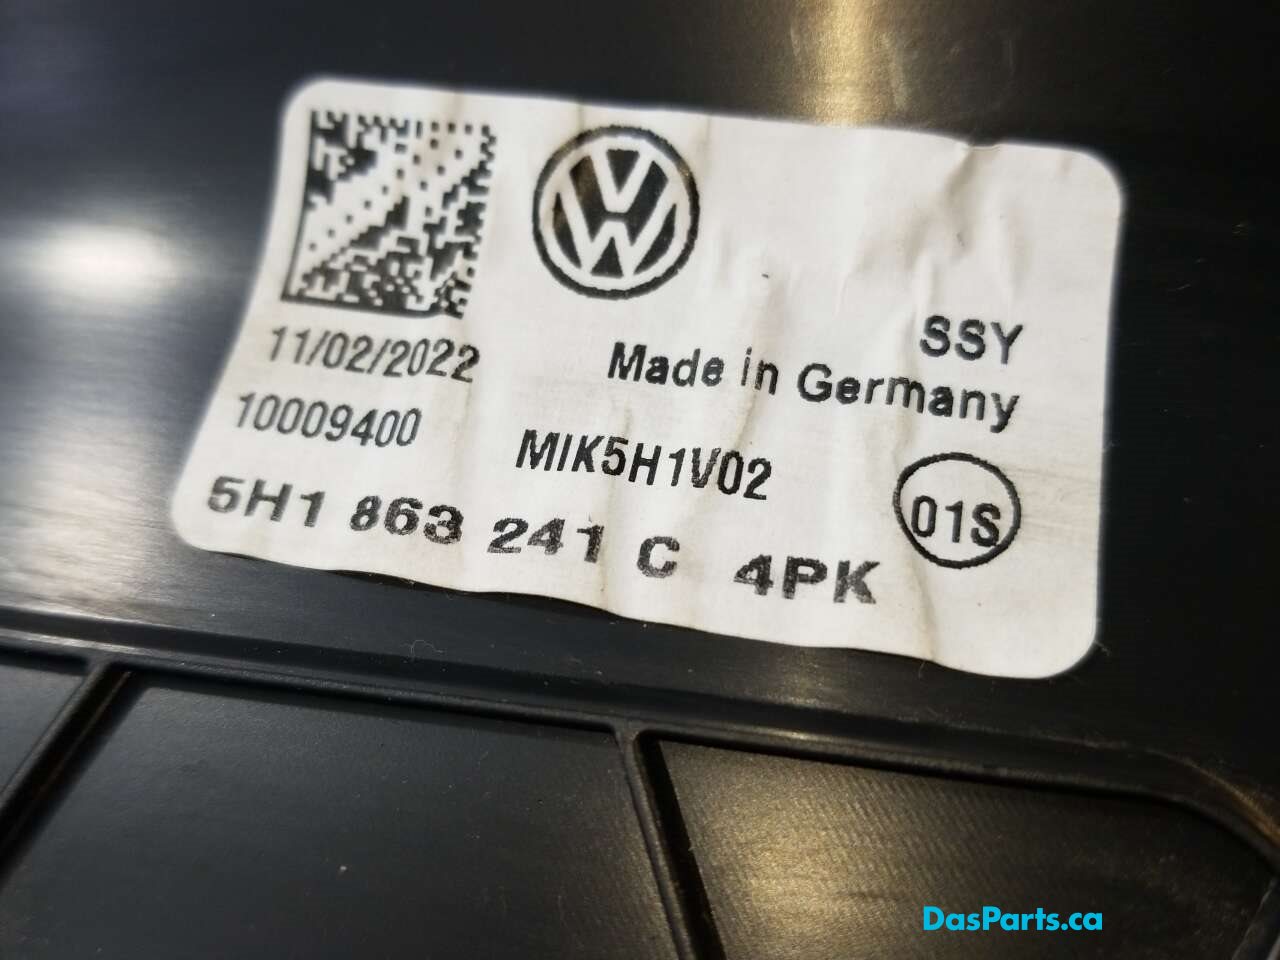 SSY
Made in Germany
11/02/2022
10009400
MIK5H1V02
01S
5H1 863 241 C 4PK
DasParts.ca